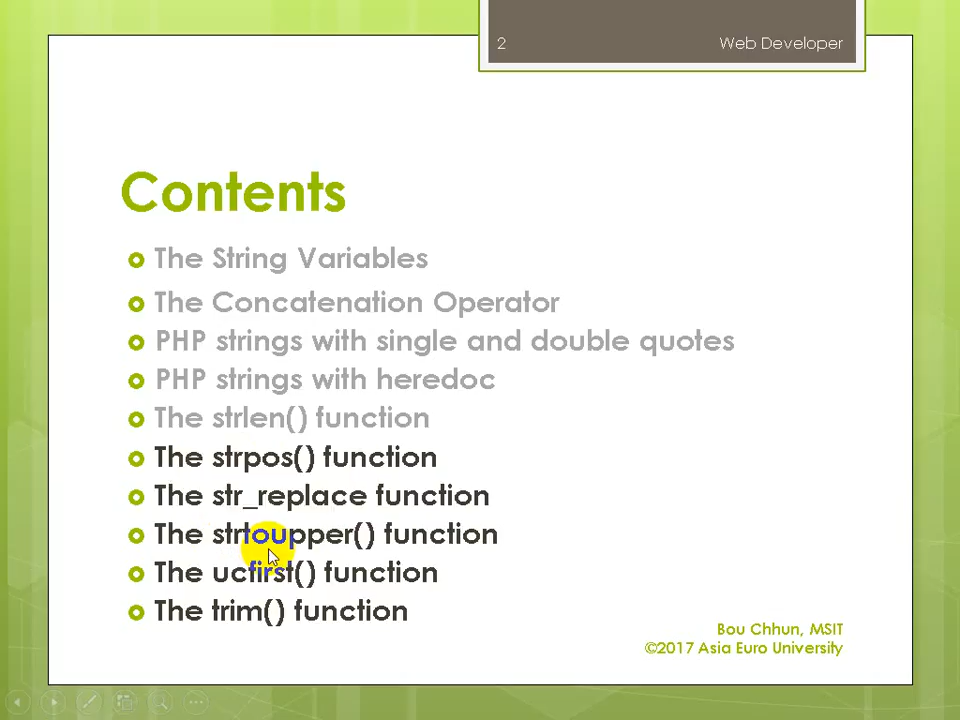 2 Web Developer
Contents
The String Variables
The Concatenation Operator
PHP strings with single and double quotes
PHP strings with heredoc
The strlen() function
The strpos() function
The str_replace function
The strtoupper() function
The ucfirst() function
The trim() function
Bou Chhun, MSIT
©2017 Asia Euro University